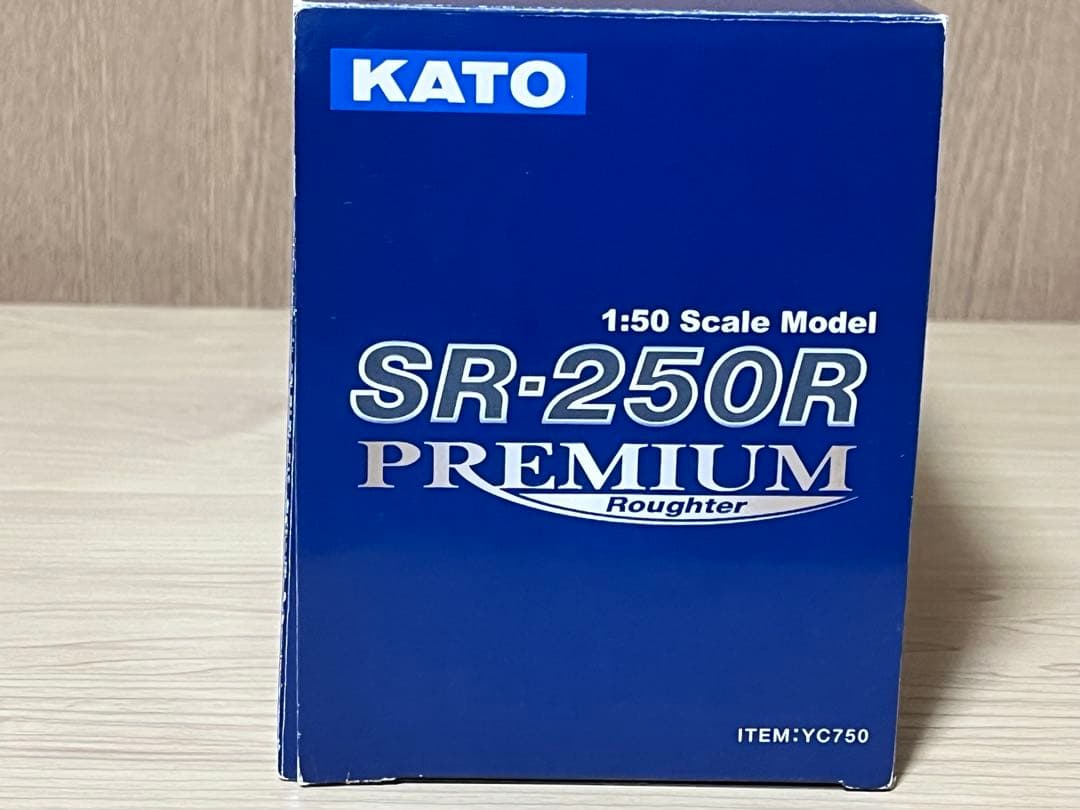 KATO
1:50 Scale Model
SR-250R
PREMIUM
Roughter
ITEM:YC750